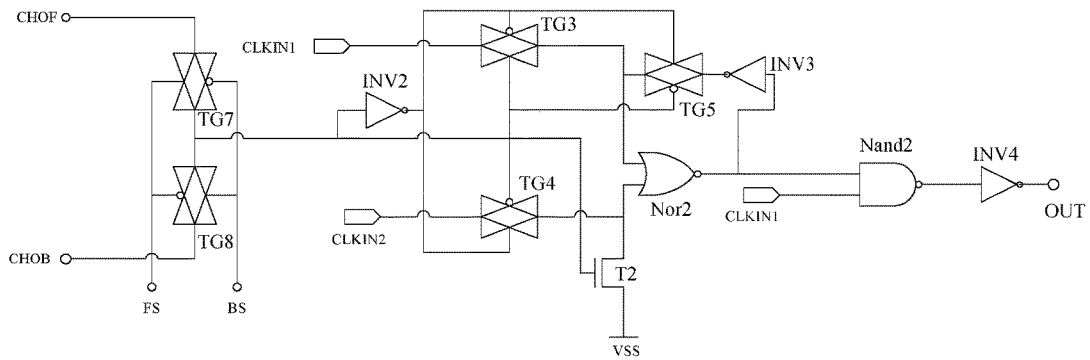 CHOF
TG3
CLKIN1
INV3
INV2
TG5
TG7
Nand2
INV4
TG4
Nor2
CLKIN1
OUT
CLKIN2
TG8
CHOB
T2
FS
BS
VSS